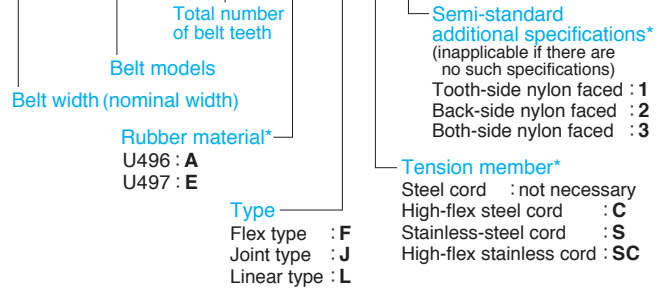 Total number
of belt teeth
Belt models
Belt width (nominal width)
Rubber material*
U496 : A
U497 : E
Type
Flex type : F
Joint type : J
Linear type : L
Semi-standard
additional specifications*
(inapplicable if there are
no such specifications)
Tooth-side nylon faced : 1
Back-side nylon faced : 2
Both-side nylon faced : 3
Tension member*
Steel cord : not necessary
High-flex steel cord : C
Stainless-steel cord : S
High-flex stainless cord : SC